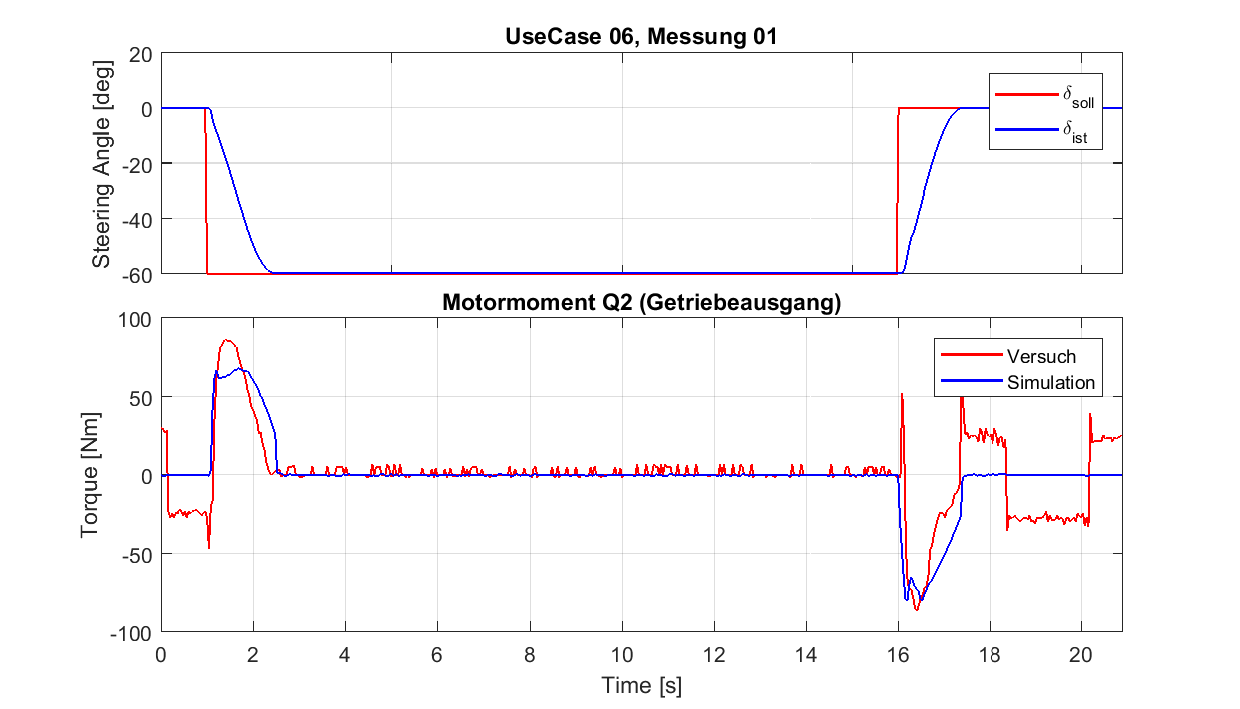 UseCase 06, Messung 01
20
0
-20
-40
-60
Steering Angle [deg]
δsoll
δist
Motormoment Q2 (Getriebeausgang)
100
50
0
-50
-100
Torque [Nm]
Versuch
Simulation
0 2 4 6 8 10 12 14 16 18 20
Time [s]